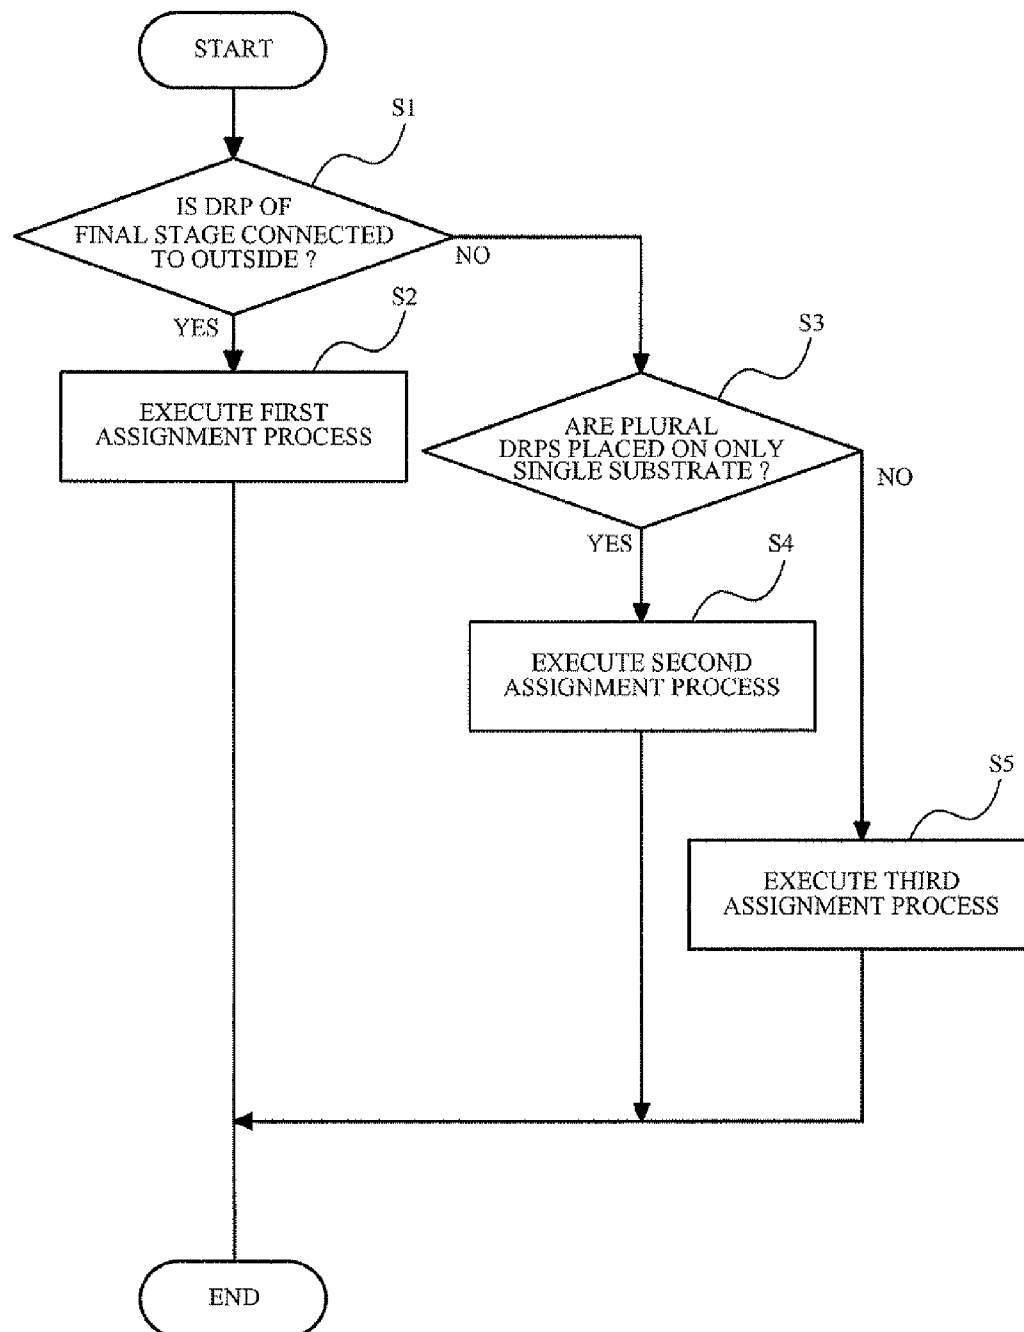 START
S1
IS DRP OF
FINAL STAGE CONNECTED
TO OUTSIDE ?
NO
YES
S2
EXECUTE FIRST
ASSIGNMENT PROCESS
S3
ARE PLURAL
DRPS PLACED ON ONLY
SINGLE SUBSTRATE ?
NO
YES
S4
EXECUTE SECOND
ASSIGNMENT PROCESS
S5
EXECUTE THIRD
ASSIGNMENT PROCESS
END